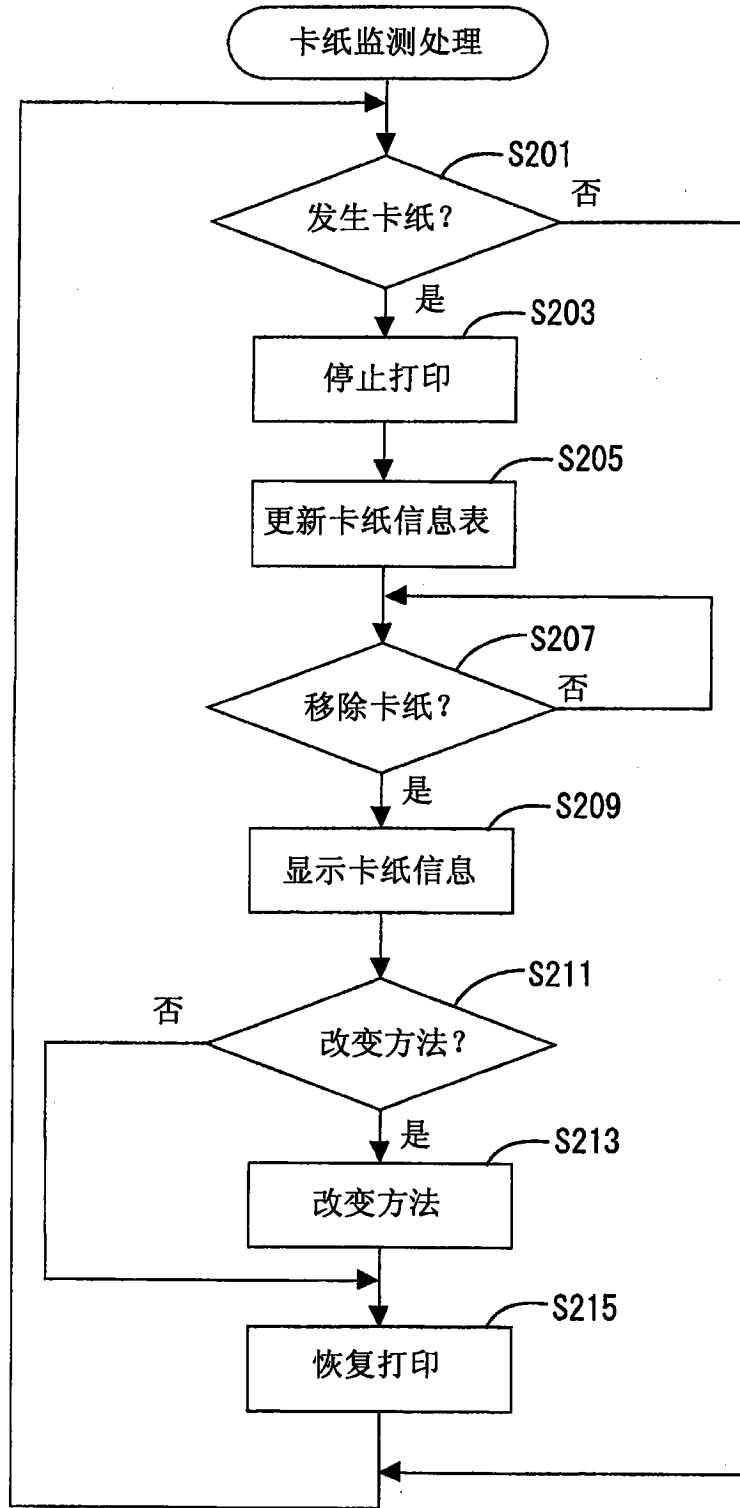 卡纸监测处理
S201
发生卡纸?
否
是
S203
停止打印
S205
更新卡纸信息表
S207
移除卡纸?
否
是
S209
显示卡纸信息
S211
否
改变方法?
是
S213
改变方法
S215
恢复打印